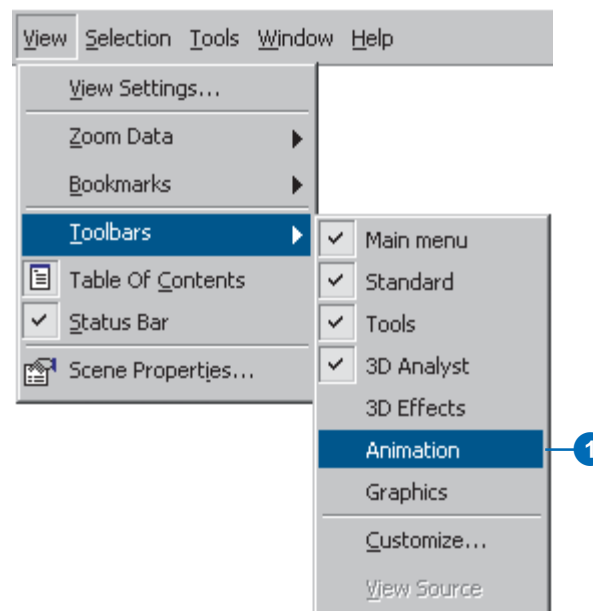 View Selection Tools Window Help
View Settings...
Zoom Data
Bookmarks
Toolbars
Table Of Contents
Status Bar
Scene Properties...
Main menu
Standard
Tools
3D Analyst
3D Effects
Animation
1
Graphics
Customize...
View Source